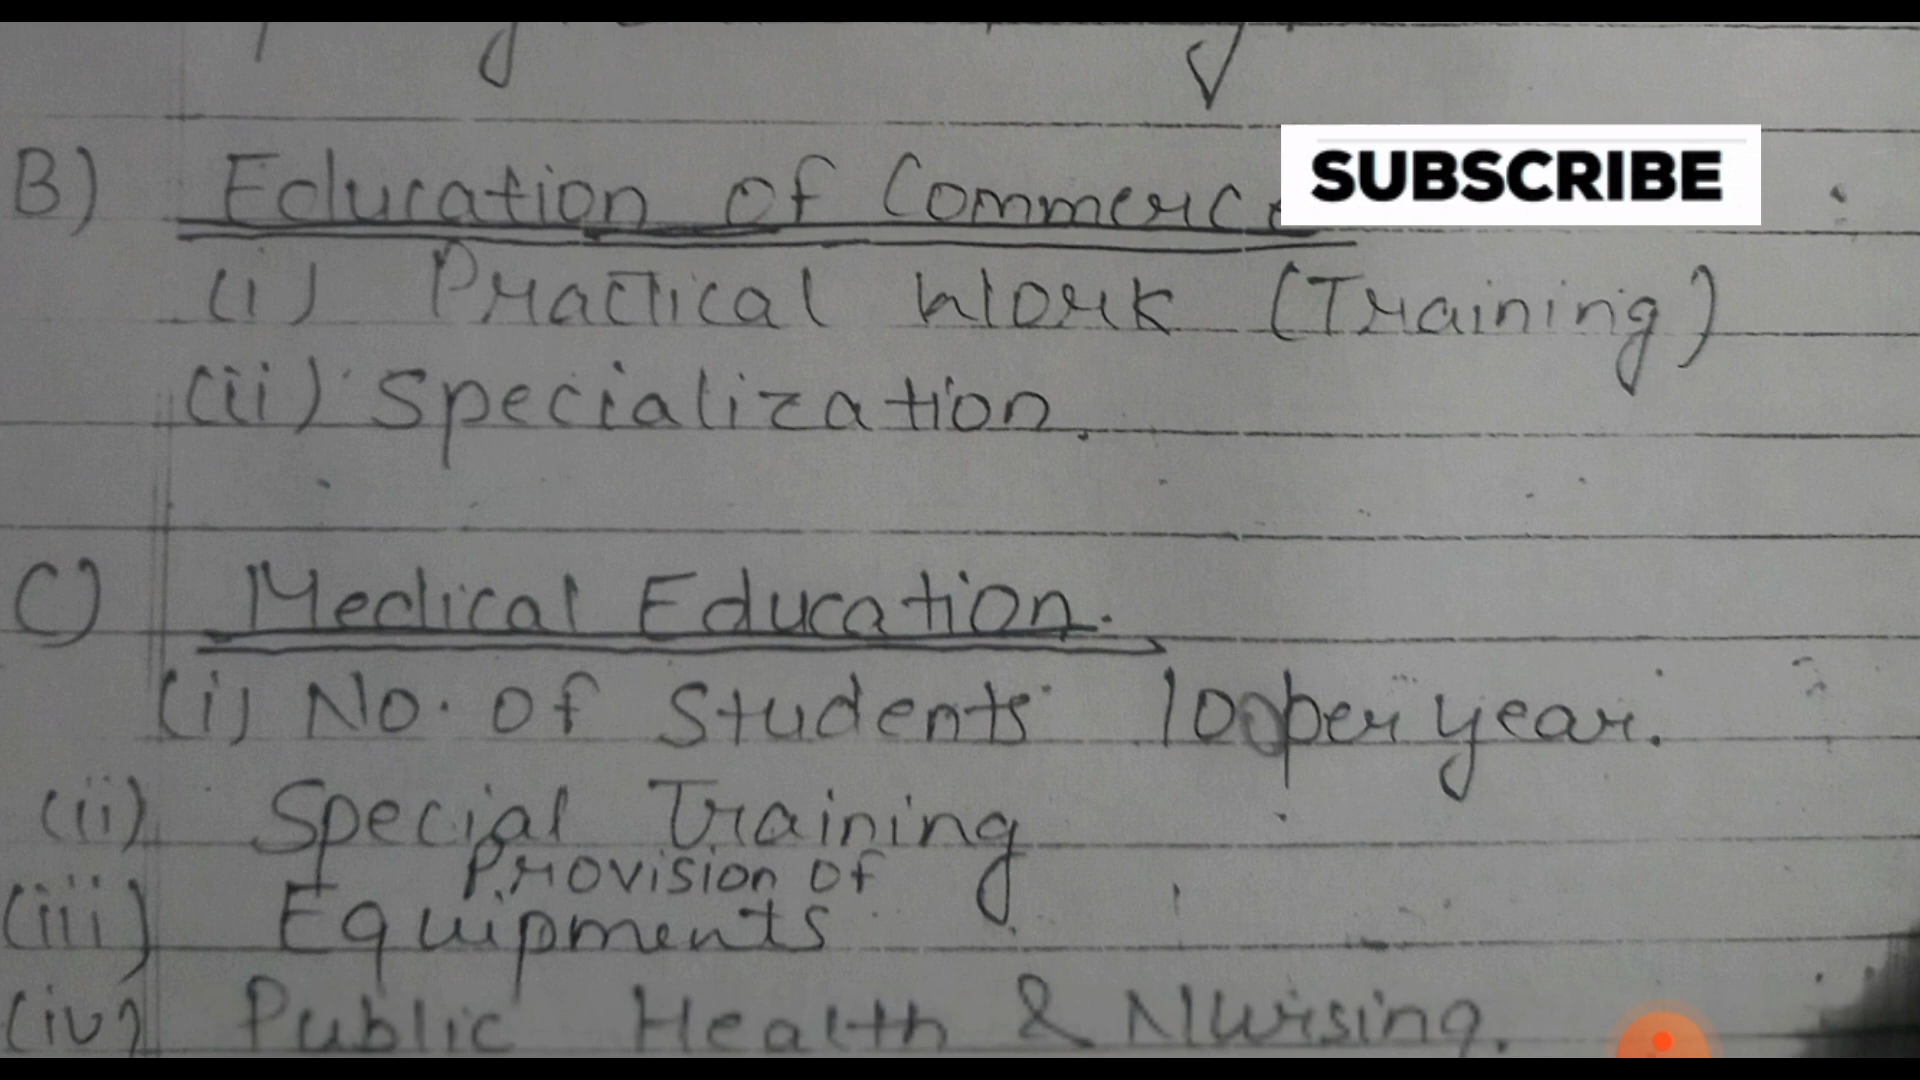 B) Education of Commerce
SUBSCRIBE
(i) Practical Work (Training)
(ii) Specialization.
C) Medical Education.
(i) No. of Students 100 per year.
(ii) Special Training
Provision of
(iii) Equipments
(iv) Public Health & Nursing.